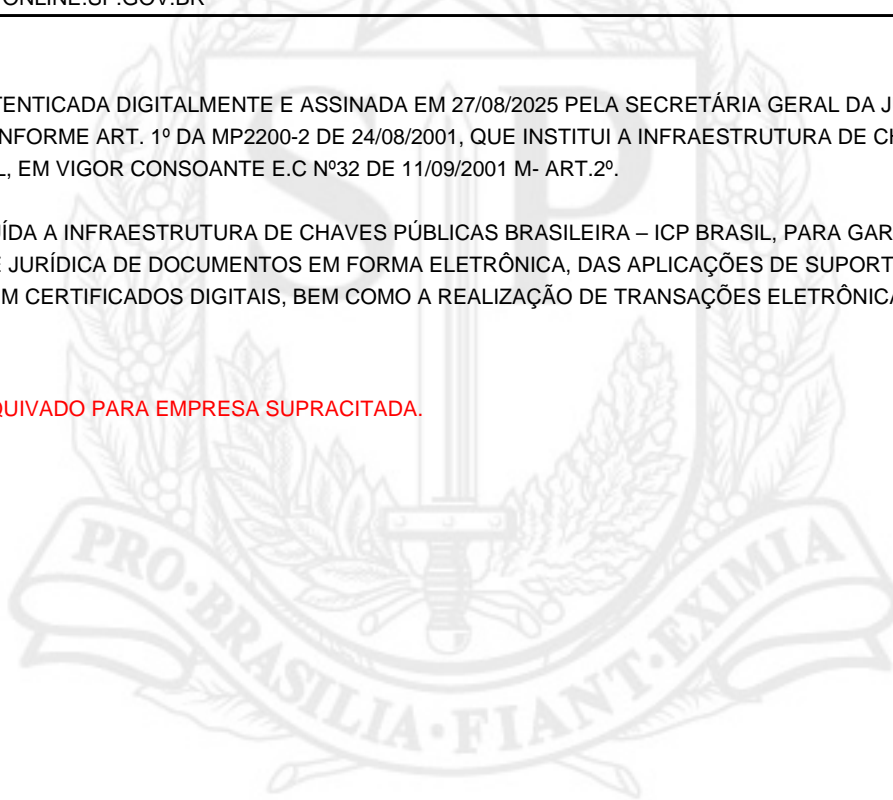 ONLINE.SP.GOV.BR
TENTICADA DIGITALMENTE E ASSINADA EM 27/08/2025 PELA SECRETÁRIA GERAL DA J
NFORME ART. 1º DA MP2200-2 DE 24/08/2001, QUE INSTITUI A INFRAESTRUTURA DE CH
L, EM VIGOR CONSOANTE E.C Nº32 DE 11/09/2001 M- ART.2º.
UÍDA A INFRAESTRUTURA DE CHAVES PÚBLICAS BRASILEIRA – ICP BRASIL, PARA GAR
E JURÍDICA DE DOCUMENTOS EM FORMA ELETRÔNICA, DAS APLICAÇÕES DE SUPORT
M CERTIFICADOS DIGITAIS, BEM COMO A REALIZAÇÃO DE TRANSAÇÕES ELETRÔNICA
QUIVADO PARA EMPRESA SUPRACITADA.
SP
PRO·BRASILIA·FIANT·EXIMIA